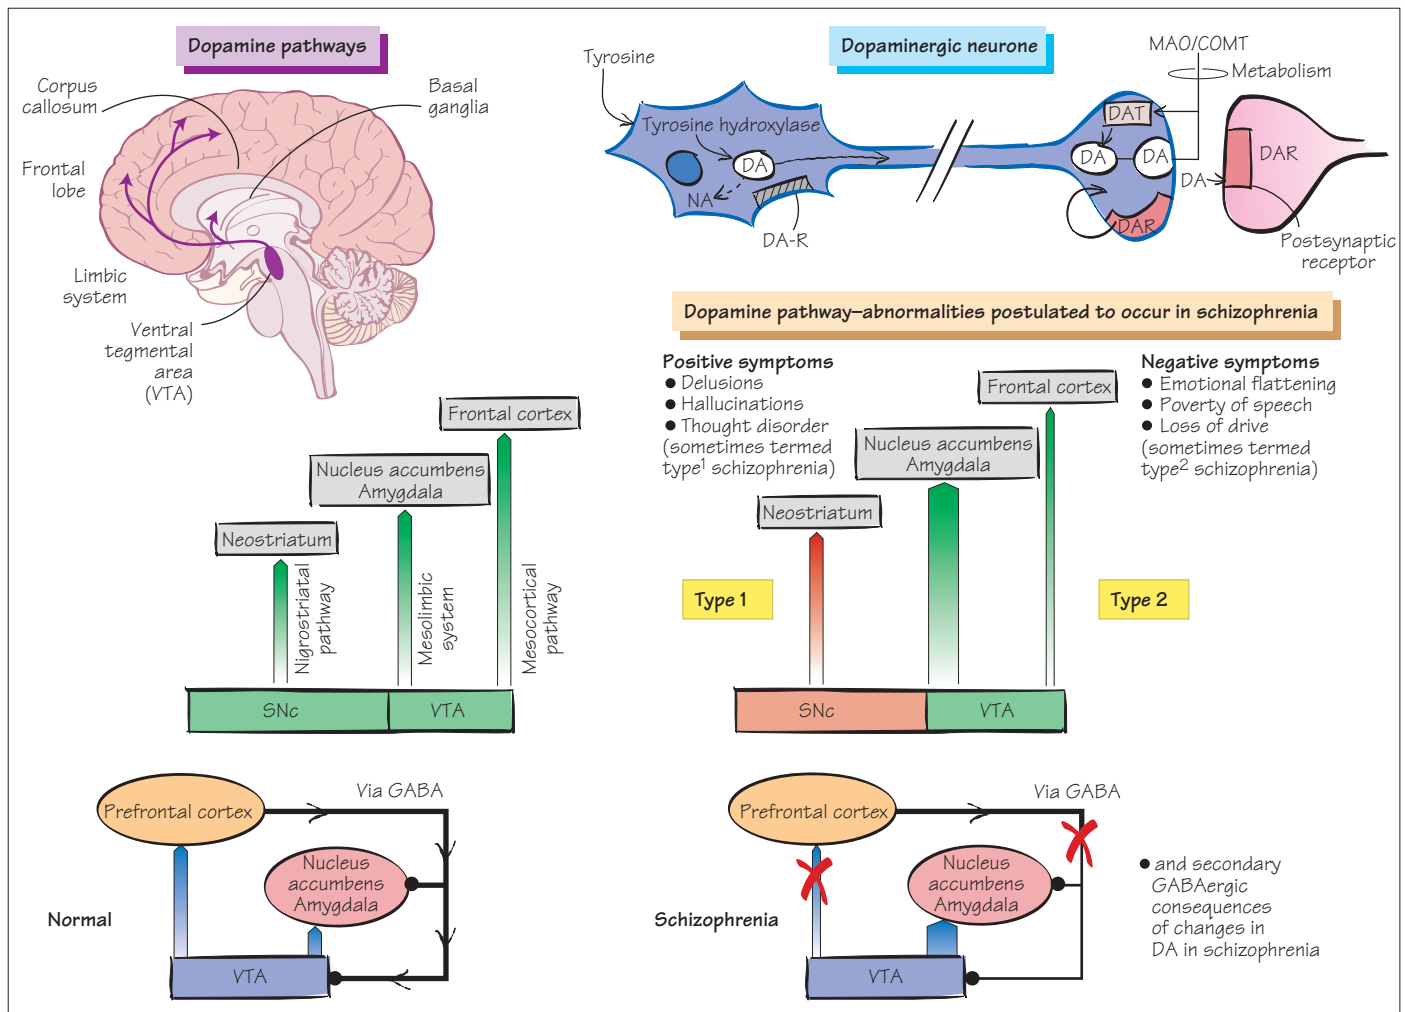 Dopamine pathways
Corpus
callosum
Basal
ganglia
Frontal
lobe
Limbic
system
Ventral
tegmental
area
(VTA)
Dopaminergic neurone
Tyrosine
Tyrosine hydroxylase
DA
NA
DA-R
MAO/COMT
Metabolism
DAT
DA
DA
DA
DAR
DAR
Postsynaptic
receptor
Frontal cortex
Nucleus accumbens
Amygdala
Neostriatum
Nigrostriatal
pathway
Mesolimbic
system
Mesocortical
pathway
SNc
VTA
Dopamine pathway–abnormalities postulated to occur in schizophrenia
Positive symptoms
● Delusions
● Hallucinations
● Thought disorder
(sometimes termed
type¹ schizophrenia)
Negative symptoms
● Emotional flattening
● Poverty of speech
● Loss of drive
(sometimes termed
type² schizophrenia)
Frontal cortex
Nucleus accumbens
Amygdala
Neostriatum
Type 1
Type 2
SNc
VTA
Prefrontal cortex
Via GABA
Nucleus
accumbens
Amygdala
Normal
VTA
Prefrontal cortex
Via GABA
Nucleus
accumbens
Amygdala
Schizophrenia
VTA
● and secondary
GABAergic
consequences
of changes in
DA in schizophrenia